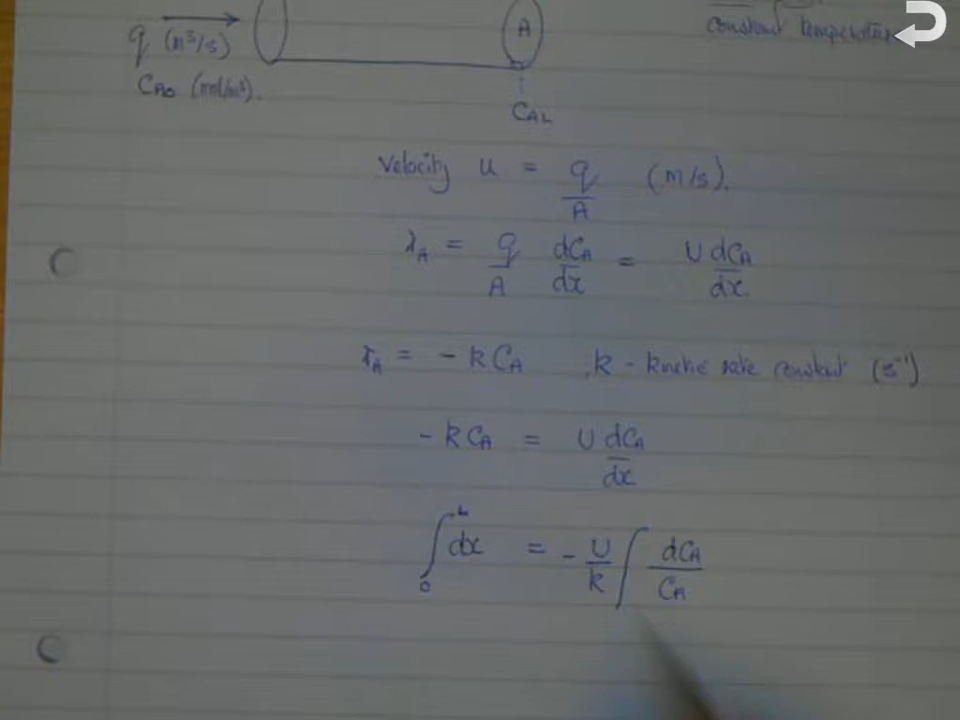 q (m³/s)
A
constant temperature
CA0 (mol/m³).
CAL
Velocity u = q/A (m/s).
rA = q/A dCA/dx = U dCA/dx
rA = - k CA k - kinetic rate constant (s⁻¹)
- k CA = U dCA/dx
∫₀ᴸ dx = - U/k ∫ dCA/CA